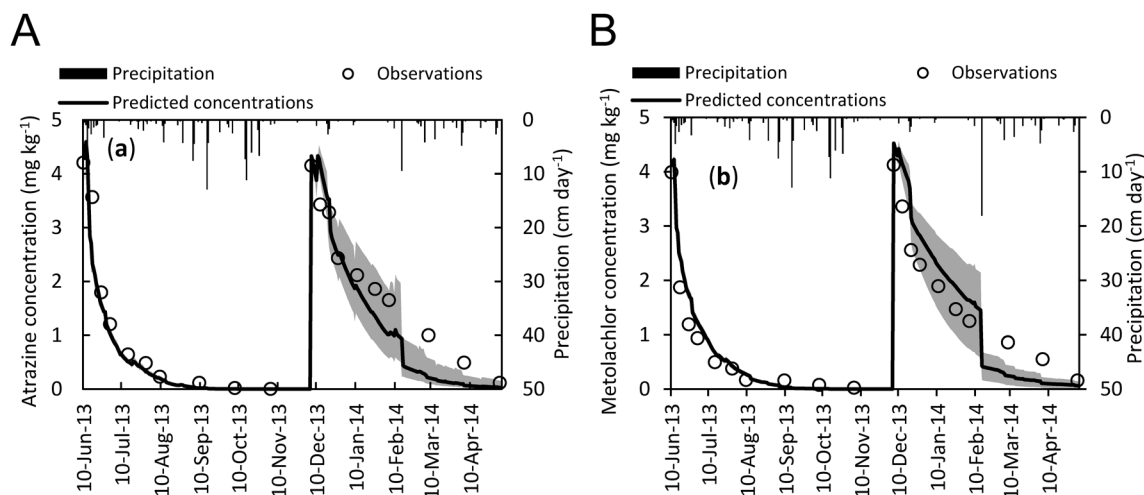 A
Precipitation
Observations
Predicted concentrations
(a)
Atrazine concentration (mg kg-1)
5
4
3
2
1
0
Precipitation (cm day-1)
0
10
20
30
40
50
10-Jun-13
10-Jul-13
10-Aug-13
10-Sep-13
10-Oct-13
10-Nov-13
10-Dec-13
10-Jan-14
10-Feb-14
10-Mar-14
10-Apr-14
B
Precipitation
Observations
Predicted concentrations
(b)
Metolachlor concentration (mg kg-1)
5
4
3
2
1
0
Precipitation (cm day-1)
0
10
20
30
40
50
10-Jun-13
10-Jul-13
10-Aug-13
10-Sep-13
10-Oct-13
10-Nov-13
10-Dec-13
10-Jan-14
10-Feb-14
10-Mar-14
10-Apr-14